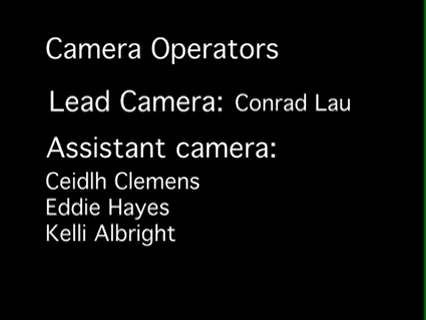 Camera Operators
Lead Camera: Conrad Lau
Assistant camera:
Ceidlh Clemens
Eddie Hayes
Kelli Albright